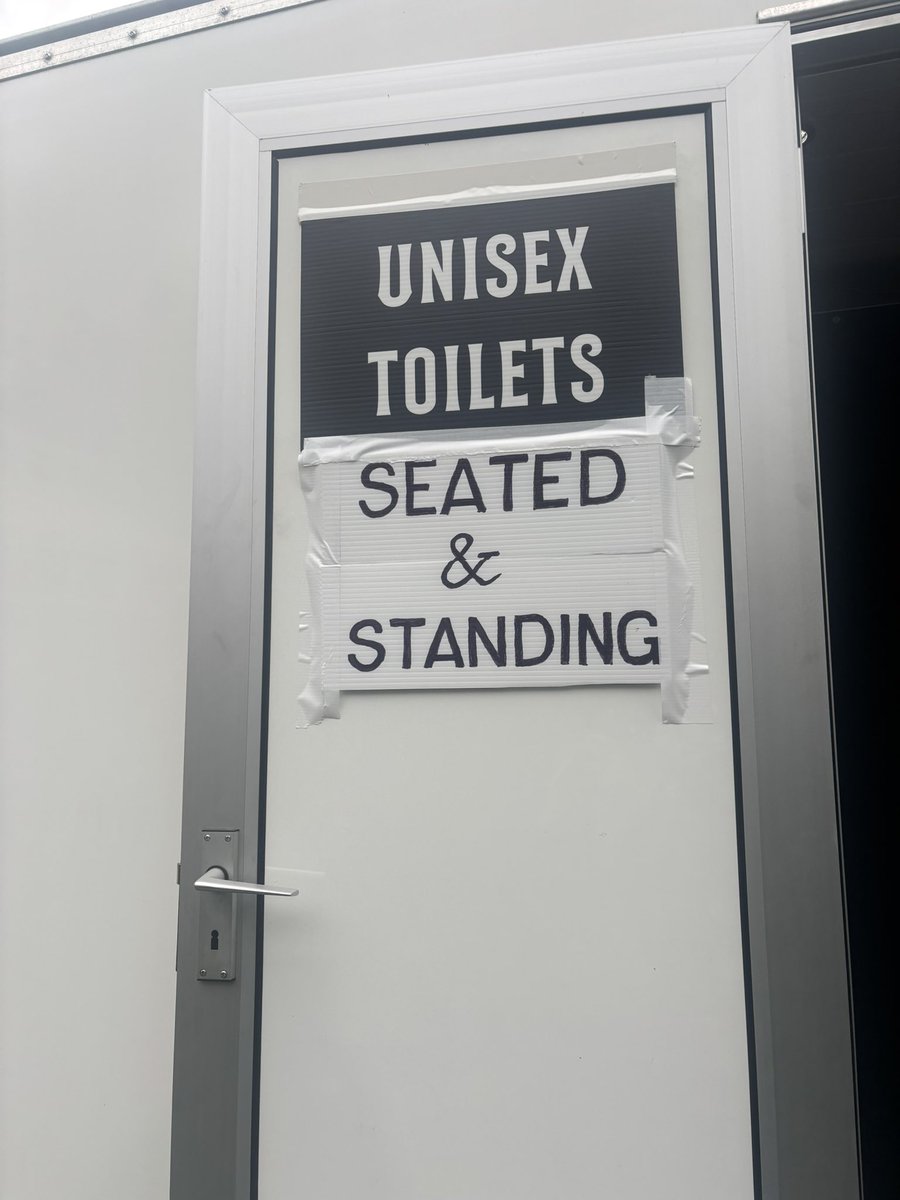 UNISEX
TOILETS
SEATED
&
STANDING